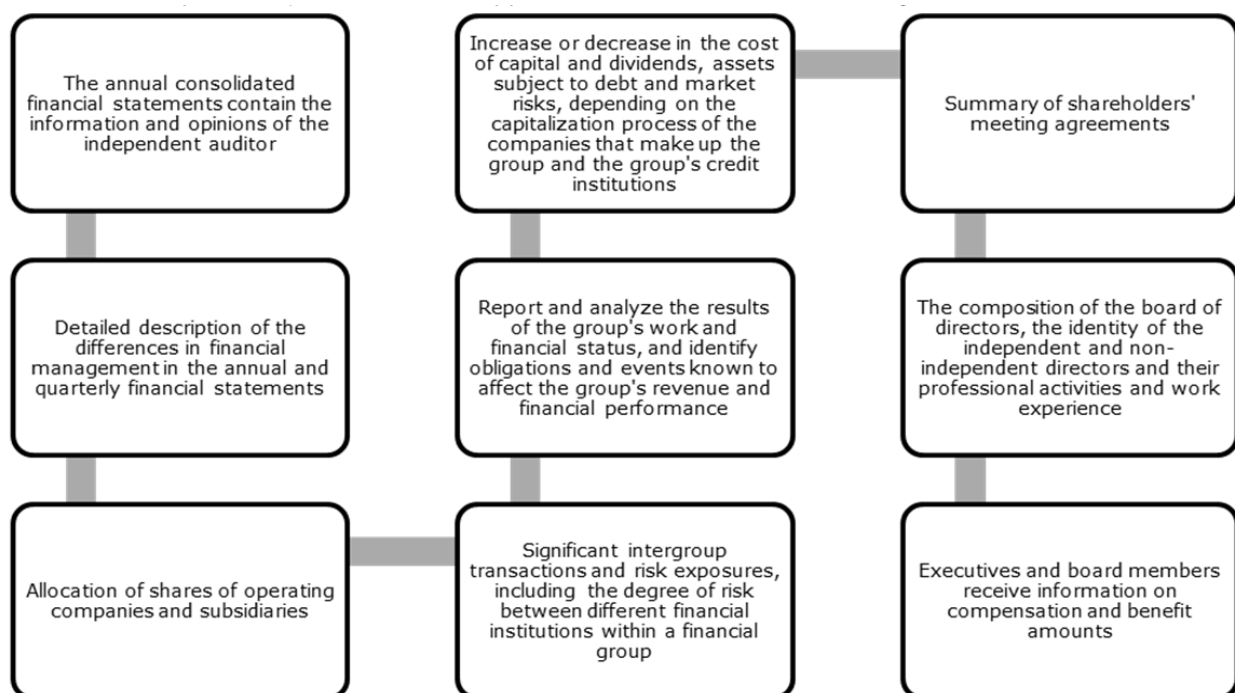 The annual consolidated
financial statements contain the
information and opinions of the
independent auditor
Detailed description of the
differences in financial
management in the annual and
quarterly financial statements
Allocation of shares of operating
companies and subsidiaries
Significant intergroup
transactions and risk exposures,
including the degree of risk
between different financial
institutions within a financial
group
Report and analyze the results
of the group's work and
financial status, and identify
obligations and events known to
affect the group's revenue and
financial performance
Increase or decrease in the cost
of capital and dividends, assets
subject to debt and market
risks, depending on the
capitalization process of the
companies that make up the
group and the group's credit
institutions
Summary of shareholders'
meeting agreements
The composition of the board of
directors, the identity of the
independent and non-
independent directors and their
professional activities and work
experience
Executives and board members
receive information on
compensation and benefit
amounts